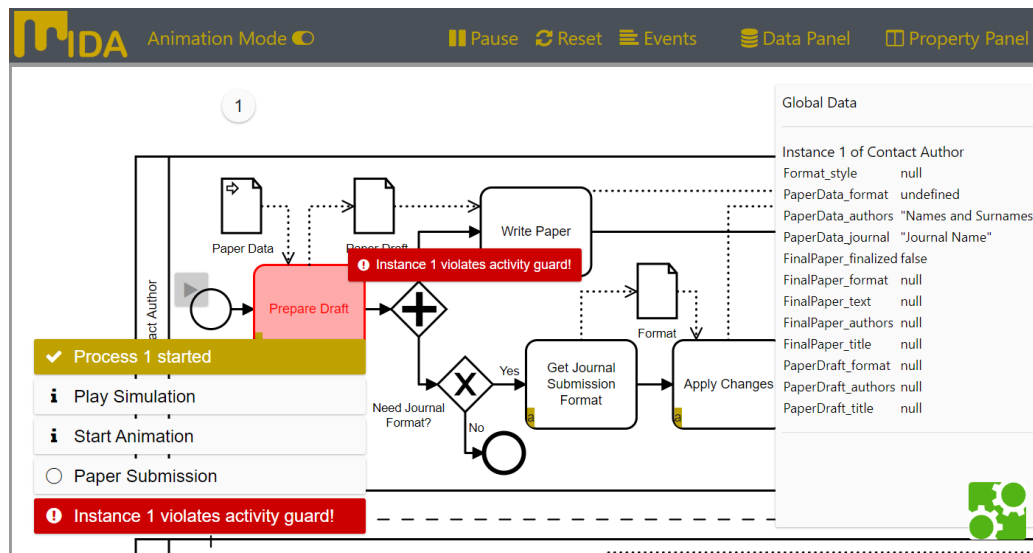 MIDA Animation Mode Pause Reset Events Data Panel Property Panel
1
Global Data
Instance 1 of Contact Author
Format_style null
PaperData_format undefined
PaperData_authors "Names and Surnames
PaperData_journal "Journal Name"
FinalPaper_finalized false
FinalPaper_format null
FinalPaper_text null
FinalPaper_authors null
FinalPaper_title null
PaperDraft_format null
PaperDraft_authors null
PaperDraft_title null
Paper Data
Paper Draft
Write Paper
Instance 1 violates activity guard!
act Author
Prepare Draft
Format
Need Journal
Format?
Yes
No
Get Journal
Submission
Format
a
Apply Changes
a
Process 1 started
Play Simulation
Start Animation
Paper Submission
Instance 1 violates activity guard!